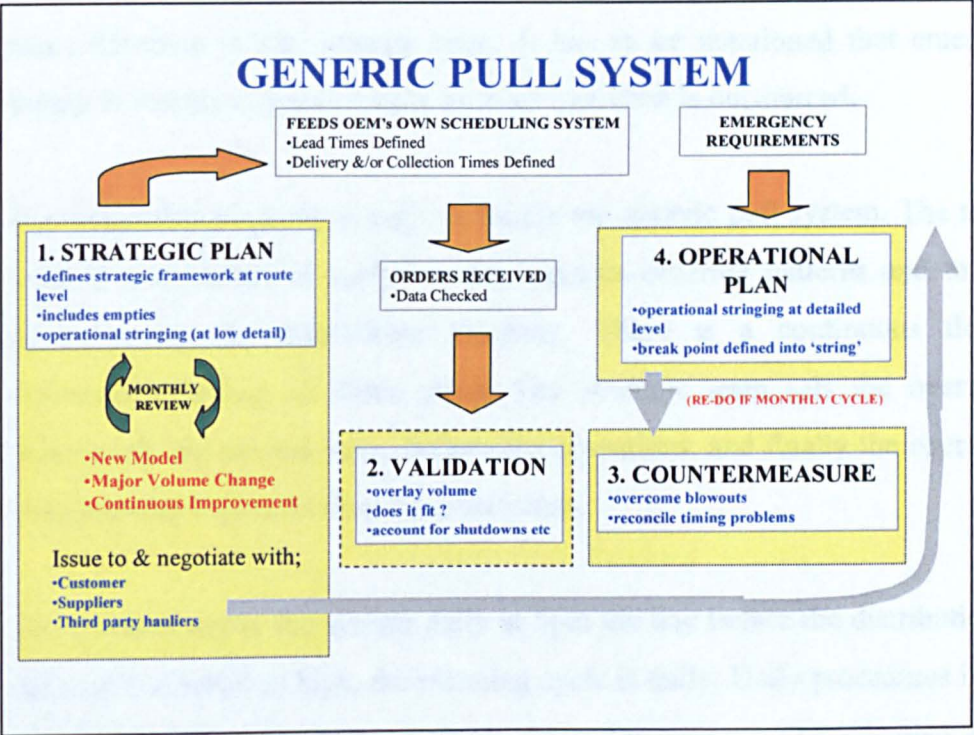 GENERIC PULL SYSTEM
FEEDS OEM's OWN SCHEDULING SYSTEM
•Lead Times Defined
•Delivery &/or Collection Times Defined
EMERGENCY
REQUIREMENTS
1. STRATEGIC PLAN
•defines strategic framework at route
level
•includes empties
•operational stringing (at low detail)
MONTHLY
REVIEW
•New Model
•Major Volume Change
•Continuous Improvement
Issue to & negotiate with;
•Customer
•Suppliers
•Third party hauliers
ORDERS RECEIVED
•Data Checked
2. VALIDATION
•overlay volume
•does it fit ?
•account for shutdowns etc
4. OPERATIONAL
PLAN
•operational stringing at detailed
level
•break point defined into 'string'
(RE-DO IF MONTHLY CYCLE)
3. COUNTERMEASURE
•overcome blowouts
•reconcile timing problems